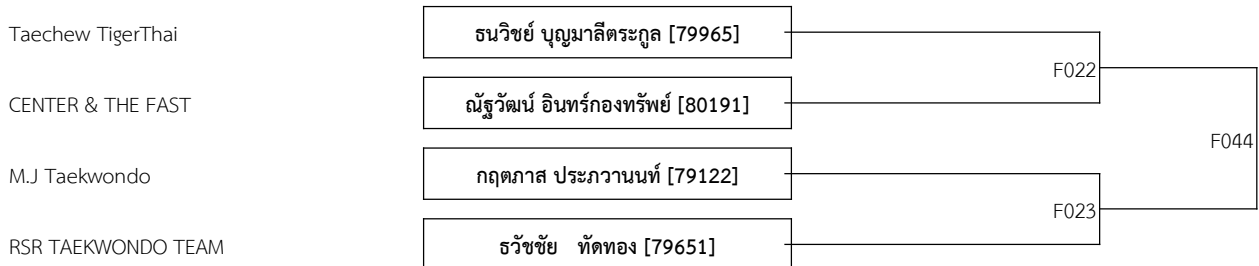 Taechew TigerThai
ธนวิชย์ บุญมาลีตระกูล [79965]
F022
CENTER & THE FAST
ณัฐวัฒน์ อินทร์กองทรัพย์ [80191]
F044
M.J Taekwondo
กฤตภาส ประภวานนท์ [79122]
F023
RSR TAEKWONDO TEAM
ธวัชชัย ทัดทอง [79651]